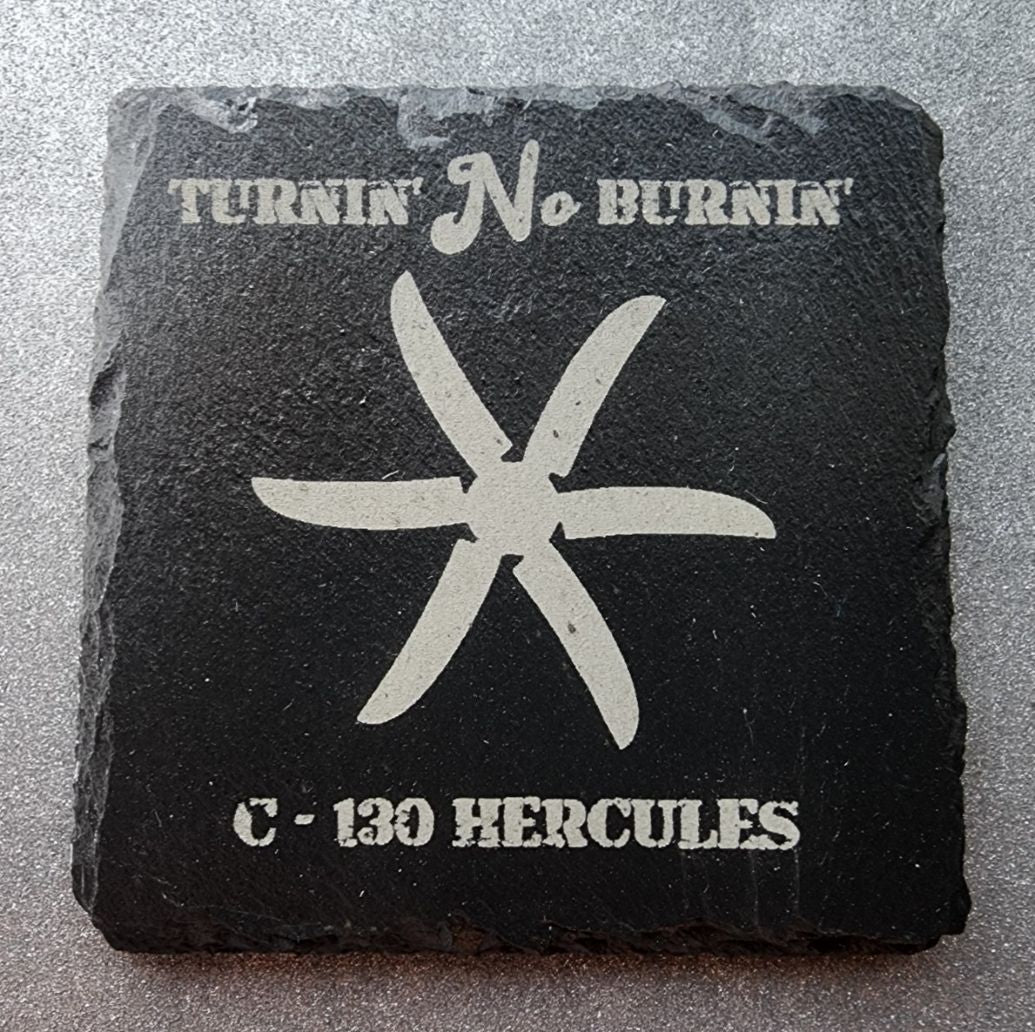 TURNIN' No BURNIN'
C - 130 HERCULES